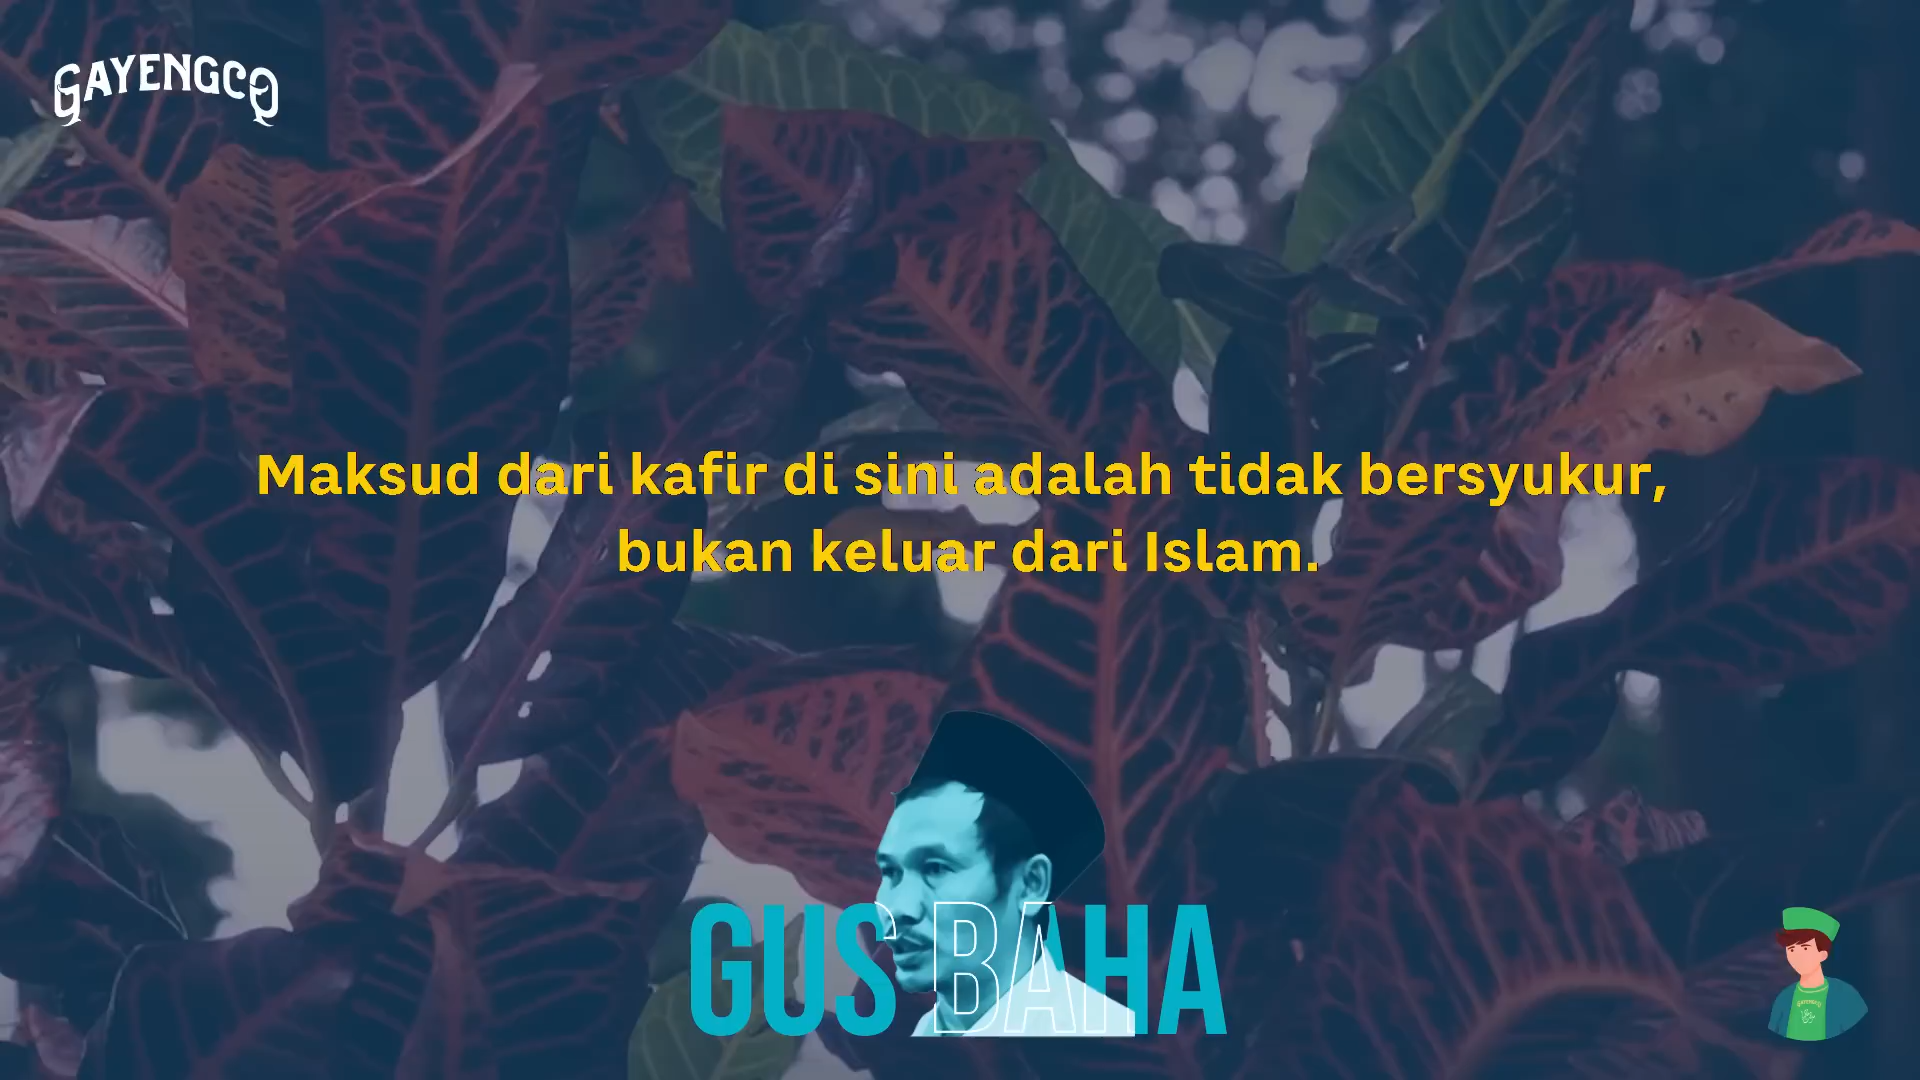 GAYENGCO
Maksud dari kafir di sini adalah tidak bersyukur,
bukan keluar dari Islam.
GUS BAHA